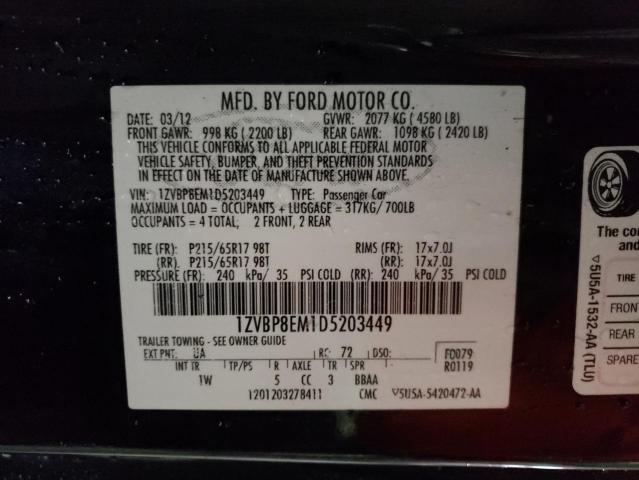 MFD. BY FORD MOTOR CO.
DATE: 03/12 GVWR: 2077 KG ( 4580 LB)
FRONT GAWR: 998 KG ( 2200 LB) REAR GAWR: 1098 KG ( 2420 LB)
THIS VEHICLE CONFORMS TO ALL APPLICABLE FEDERAL MOTOR
VEHICLE SAFETY, BUMPER, AND THEFT PREVENTION STANDARDS
IN EFFECT ON THE DATE OF MANUFACTURE SHOWN ABOVE.
VIN: 1ZVBP8EM1D5203449 TYPE: Passenger Car
MAXIMUM LOAD = OCCUPANTS + LUGGAGE = 317KG/ 700LB
OCCUPANTS = 4 TOTAL; 2 FRONT, 2 REAR
TIRE (FR): P215/65R17 98T RIMS (FR): 17x7.0J
(RR): P215/65R17 98T (RR): 17x7.0J
PRESSURE (FR): 240 kPa/ 35 PSI COLD (RR): 240 kPa/ 35 PSI COLD
1ZVBP8EM1D5203449
TRAILER TOWING - SEE OWNER GUIDE
EXT PNT: UA RC: 72 DSO: F0079
INT TR TP/PS R AXLE TR SPR R0119
1W 5 CC 3 BBAA
1201203278411 CMC 5U5A-5420472-AA
The co
TIRE
FRONT
REAR
SPARE
5U5A-1532-AA (TLU)